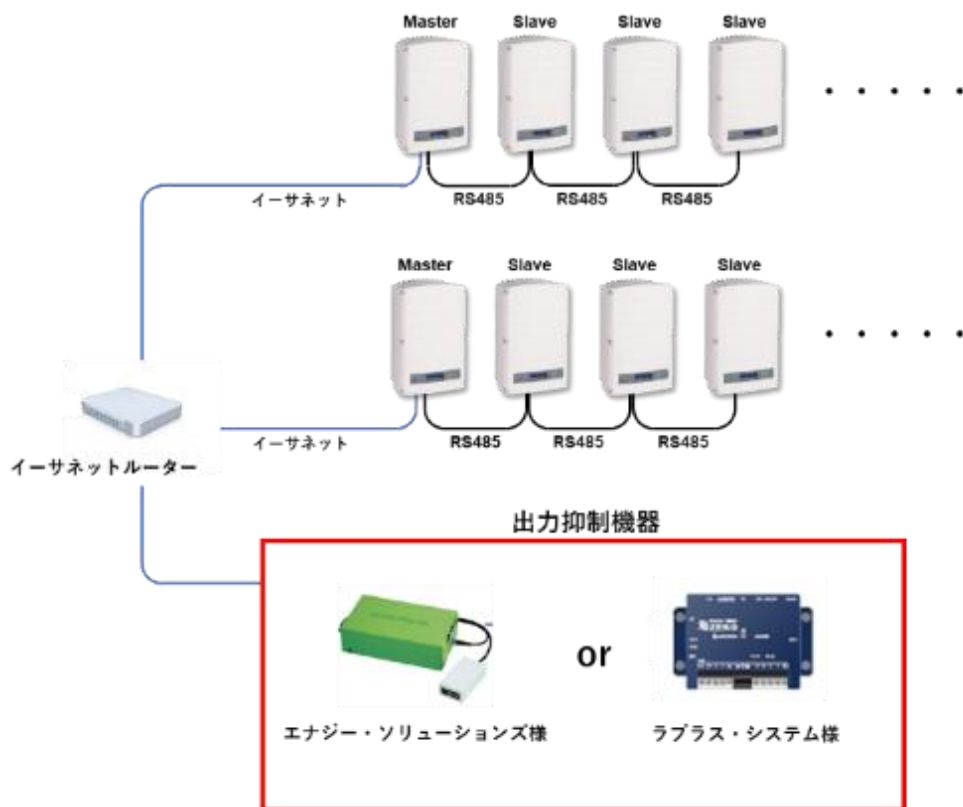 Master Slave Slave Slave
・・・・・
イーサネット RS485 RS485 RS485
Master Slave Slave Slave
・・・・・
イーサネット RS485 RS485 RS485
イーサネットルーター
出力抑制機器
or
エナジー・ソリューションズ様 ラプラス・システム様